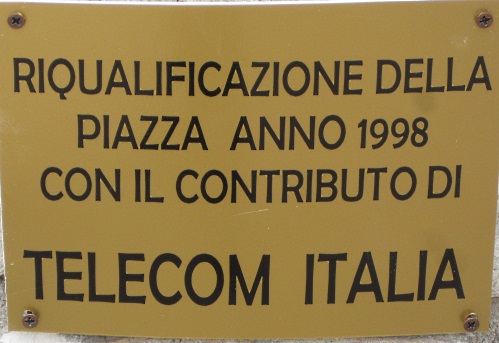 RIQUALIFICAZIONE DELLA
PIAZZA ANNO 1998
CON IL CONTRIBUTO DI
TELECOM ITALIA